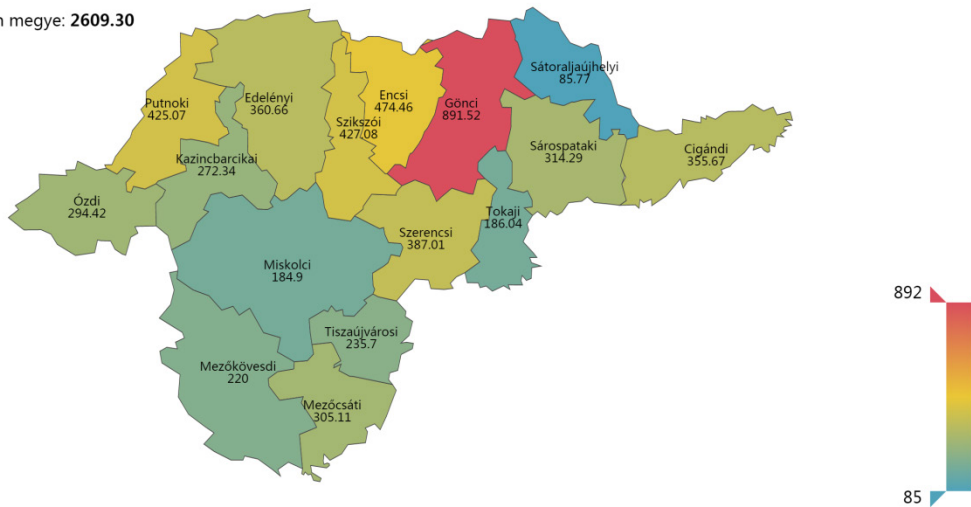 megye: 2609.30
Sátoraljaújhelyi
85.77
Putnoki
425.07
Edelényi
360.66
Encsi
474.46
Gönci
891.52
Szikszói
427.08
Sárospataki
314.29
Cigándi
355.67
Kazincbarcikai
272.34
Ózdi
294.42
Tokaji
186.04
Szerencsi
387.01
Miskolci
184.9
892
Tiszaújvárosi
235.7
Mezőkövesdi
220
Mezőcsáti
305.11
85